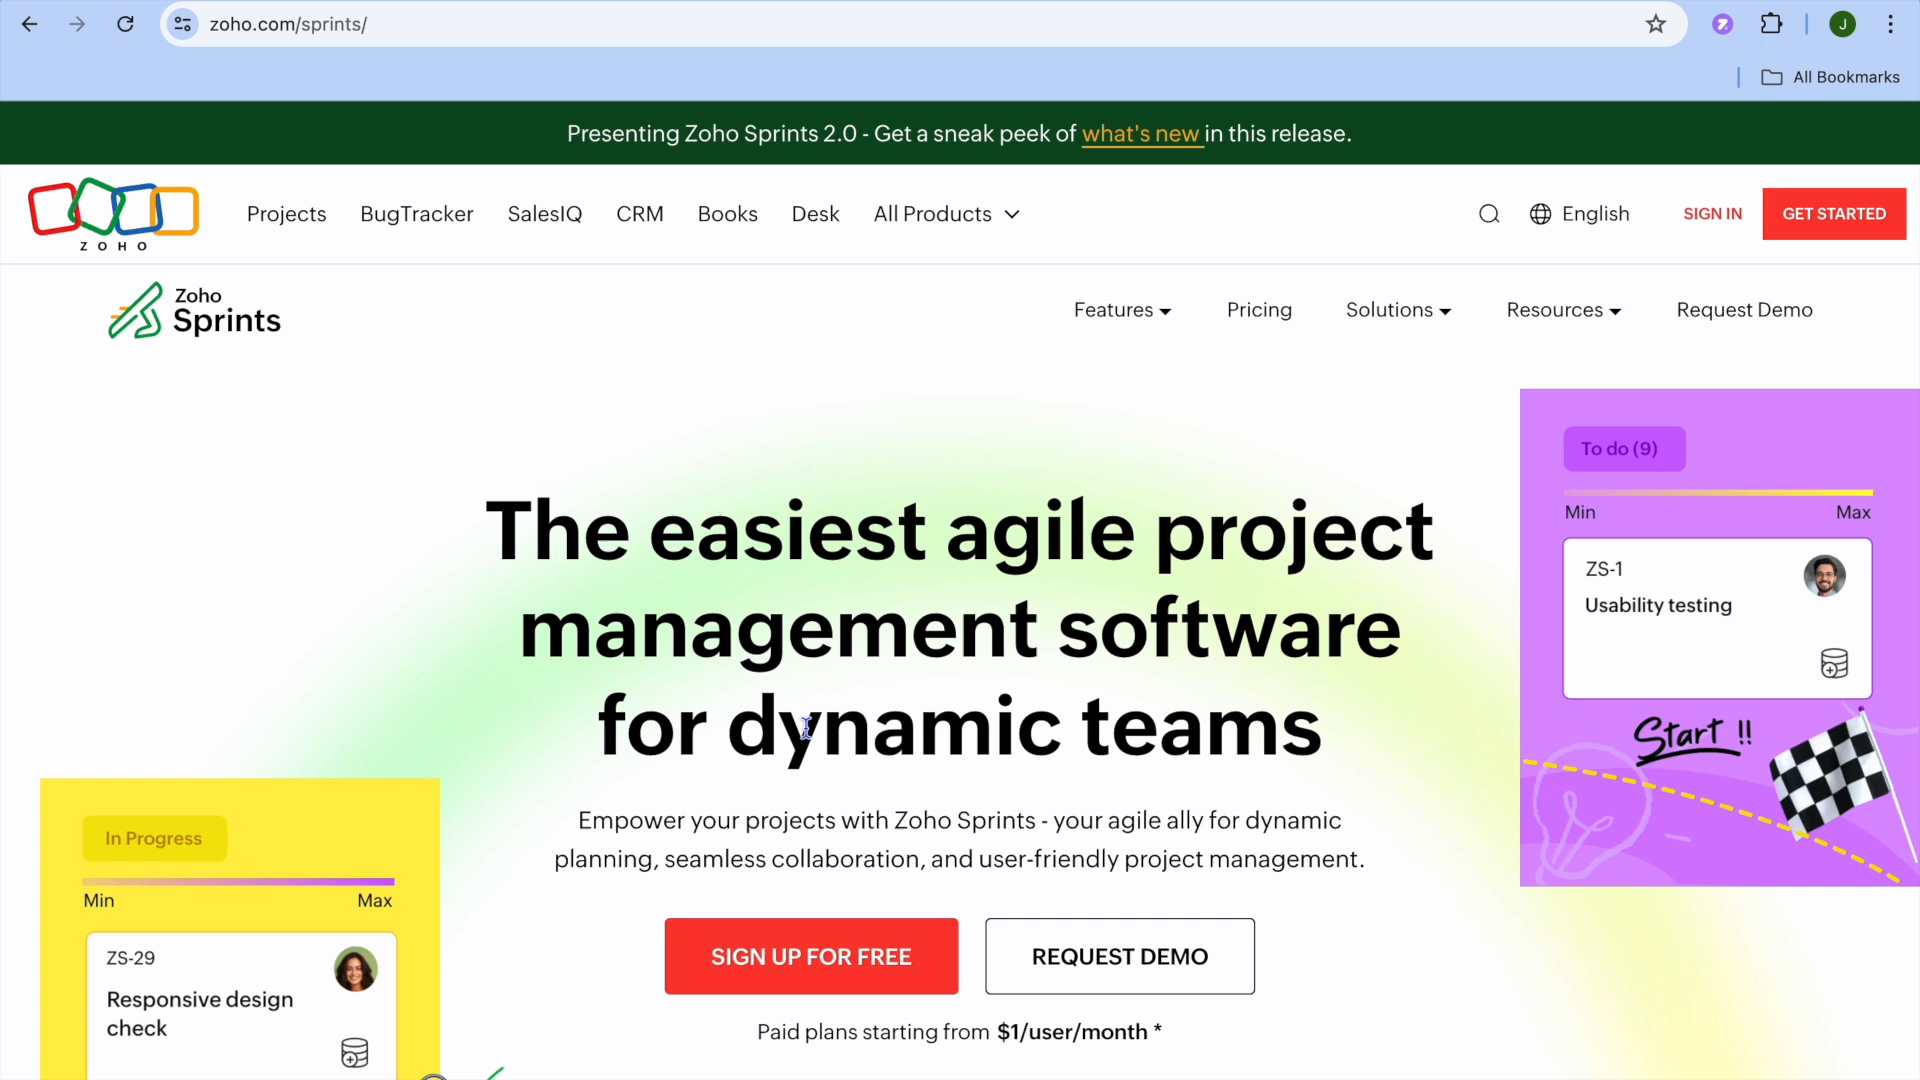 zoho.com/sprints/
J
All Bookmarks
Presenting Zoho Sprints 2.0 - Get a sneak peek of what's new in this release.
ZOHO
Projects BugTracker SalesIQ CRM Books Desk All Products
English SIGN IN GET STARTED
Zoho
Sprints
Features Pricing Solutions Resources Request Demo
The easiest agile project
management software
for dynamic teams
Empower your projects with Zoho Sprints - your agile ally for dynamic
planning, seamless collaboration, and user-friendly project management.
SIGN UP FOR FREE REQUEST DEMO
Paid plans starting from $1/user/month *
To do (9)
Min Max
ZS-1
Usability testing
Start !!
In Progress
Min Max
ZS-29
Responsive design
check